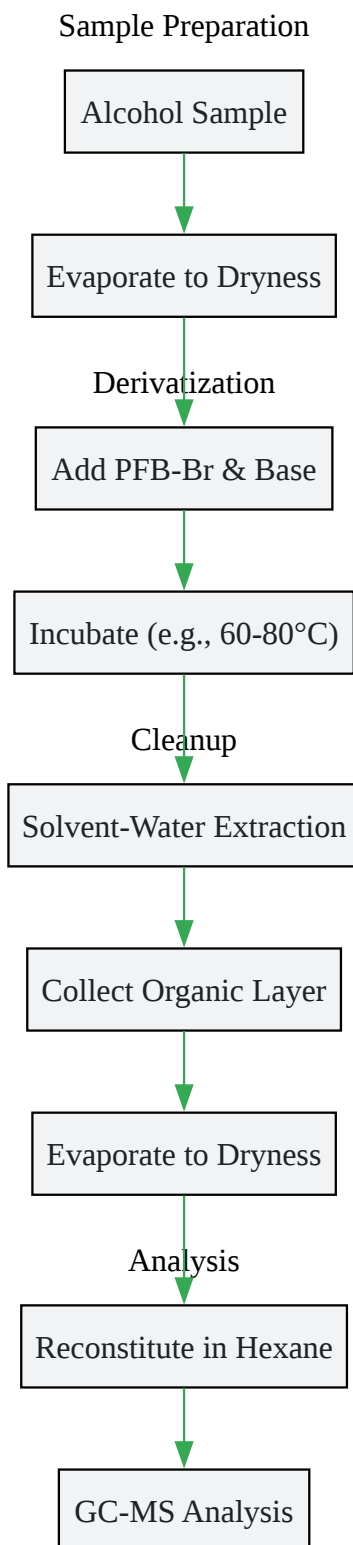 Sample Preparation
Alcohol Sample
Evaporate to Dryness
Derivatization
Add PFB-Br & Base
Incubate (e.g., 60-80°C)
Cleanup
Solvent-Water Extraction
Collect Organic Layer
Evaporate to Dryness
Analysis
Reconstitute in Hexane
GC-MS Analysis